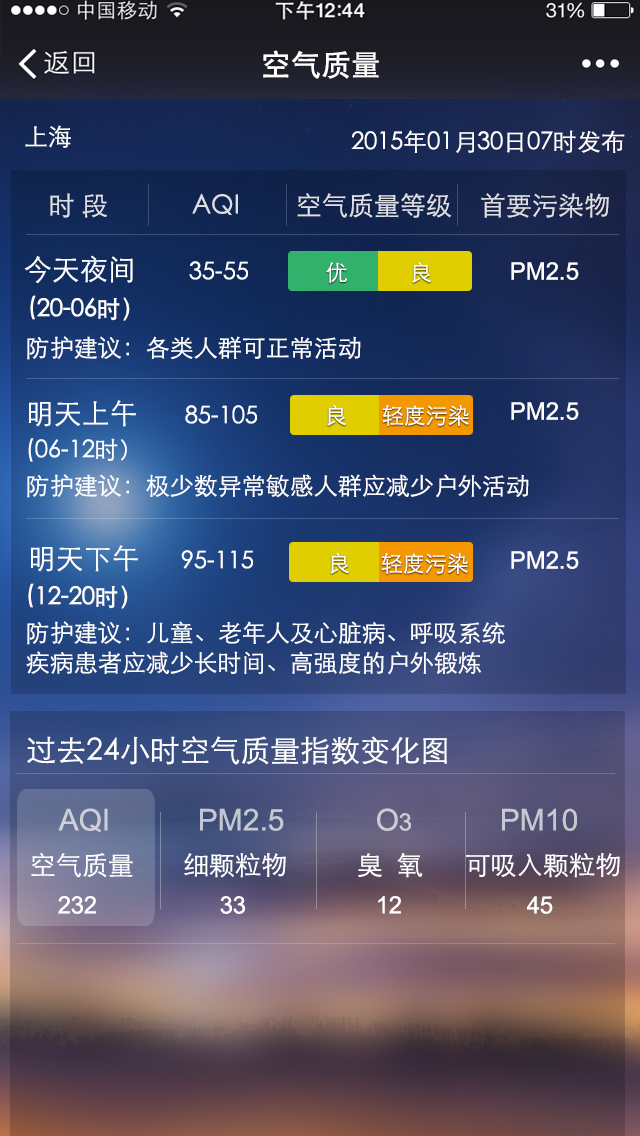 中国移动 下午12:44 31%
返回 空气质量
上海
2015年01月30日07时发布
时段 AQI 空气质量等级 首要污染物
今天夜间 35-55 优 良 PM2.5
(20-06时)
防护建议：各类人群可正常活动
明天上午 85-105 良 轻度污染 PM2.5
(06-12时)
防护建议：极少数异常敏感人群应减少户外活动
明天下午 95-115 良 轻度污染 PM2.5
(12-20时)
防护建议：儿童、老年人及心脏病、呼吸系统
疾病患者应减少长时间、高强度的户外锻炼
过去24小时空气质量指数变化图
AQI PM2.5 O3 PM10
空气质量 细颗粒物 臭 氧 可吸入颗粒物
232 33 12 45